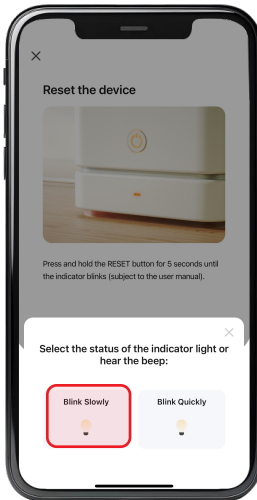 Reset the device
Press and hold the RESET button for 5 seconds until
the indicator blinks (subject to the user manual).
Select the status of the indicator light or
hear the beep:
Blink Slowly
Blink Quickly